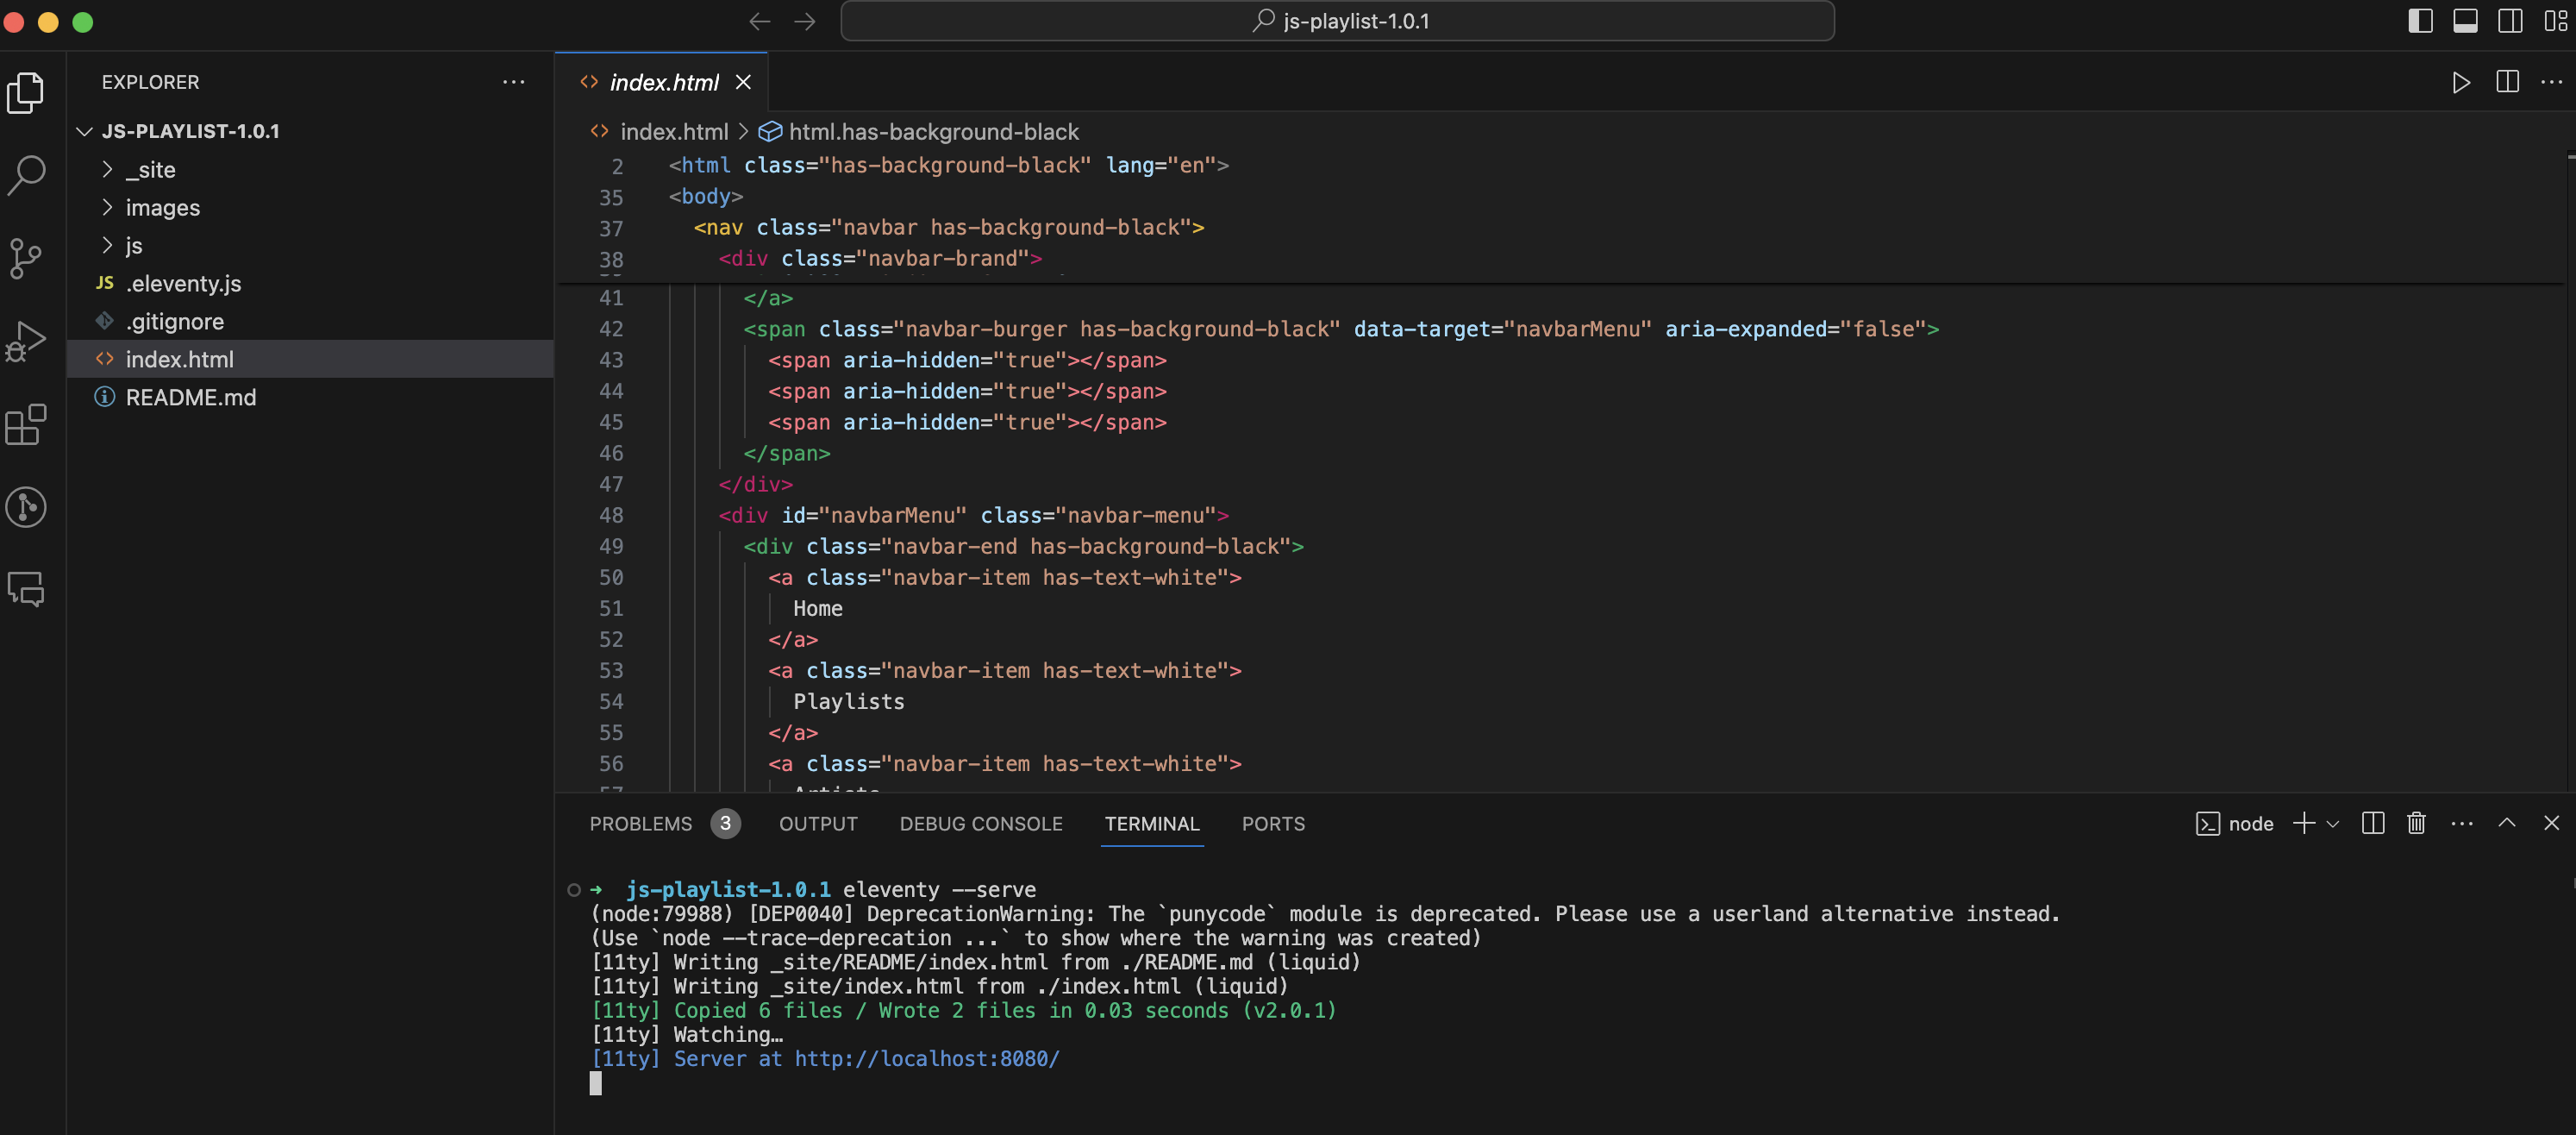 js-playlist-1.0.1
EXPLORER
JS-PLAYLIST-1.0.1
_site
images
js
JS .eleventy.js
.gitignore
index.html
README.md
index.html
index.html > html.has-background-black
2 <html class="has-background-black" lang="en">
35 <body>
37 <nav class="navbar has-background-black">
38 <div class="navbar-brand">
41 </a>
42 <span class="navbar-burger has-background-black" data-target="navbarMenu" aria-expanded="false">
43 <span aria-hidden="true"></span>
44 <span aria-hidden="true"></span>
45 <span aria-hidden="true"></span>
46 </span>
47 </div>
48 <div id="navbarMenu" class="navbar-menu">
49 <div class="navbar-end has-background-black">
50 <a class="navbar-item has-text-white">
51 Home
52 </a>
53 <a class="navbar-item has-text-white">
54 Playlists
55 </a>
56 <a class="navbar-item has-text-white">
57 Artists
PROBLEMS 3 OUTPUT DEBUG CONSOLE TERMINAL PORTS
node
➜ js-playlist-1.0.1 eleventy --serve
(node:79988) [DEP0040] DeprecationWarning: The `punycode` module is deprecated. Please use a userland alternative instead.
(Use `node --trace-deprecation ...` to show where the warning was created)
[11ty] Writing _site/README/index.html from ./README.md (liquid)
[11ty] Writing _site/index.html from ./index.html (liquid)
[11ty] Copied 6 files / Wrote 2 files in 0.03 seconds (v2.0.1)
[11ty] Watching…
[11ty] Server at http://localhost:8080/